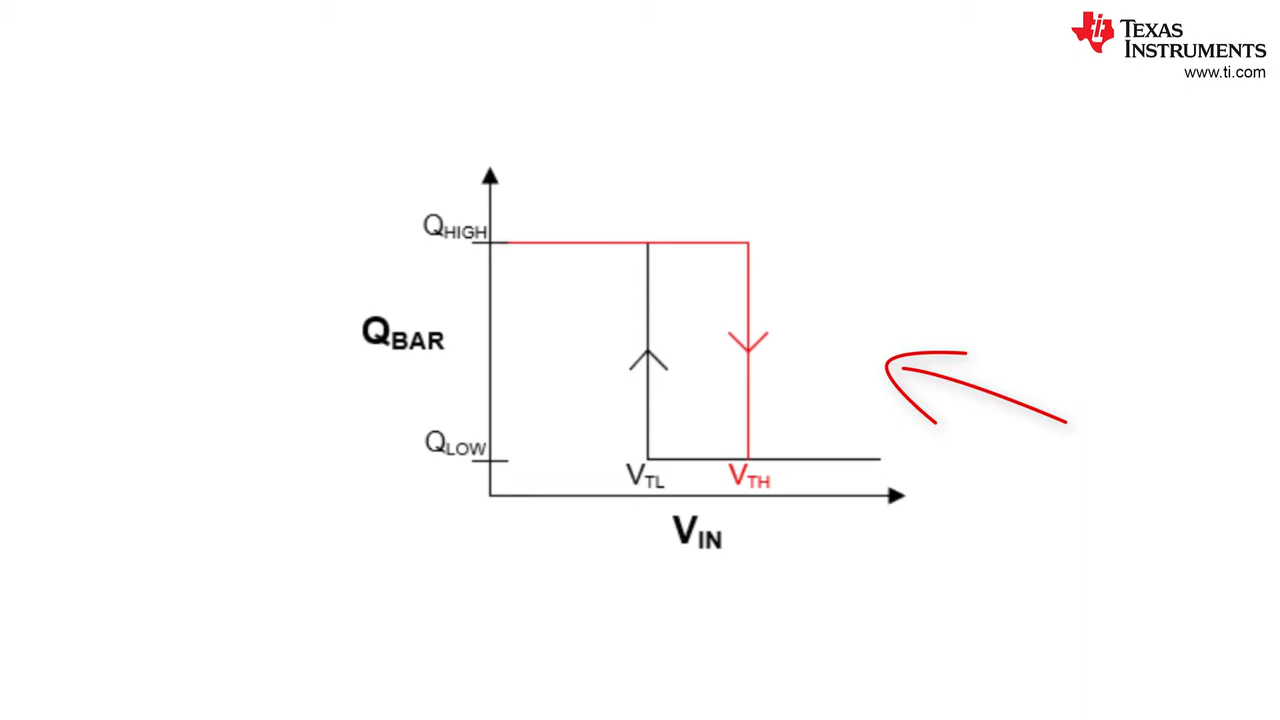 TEXAS
INSTRUMENTS
www.ti.com
QHIGH
QBAR
QLOW
VTL
VTH
VIN